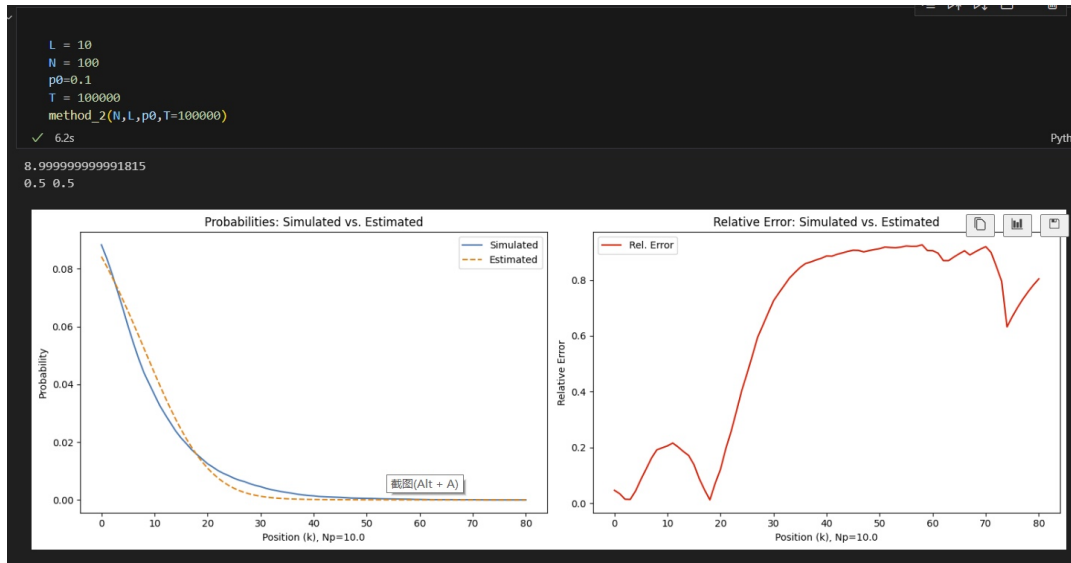 L = 10
N = 100
p0=0.1
T = 100000
method_2(N,L,p0,T=100000)
6.2s
Pyth
8.999999999991815
0.5 0.5
Probabilities: Simulated vs. Estimated
Simulated
Estimated
Probability
0.08
0.06
0.04
0.02
0.00
0 10 20 30 40 50 60 70 80
Position (k), Np=10.0
截图(Alt + A)
Relative Error: Simulated vs. Estimated
Rel. Error
Relative Error
0.8
0.6
0.4
0.2
0.0
0 10 20 30 40 50 60 70 80
Position (k), Np=10.0